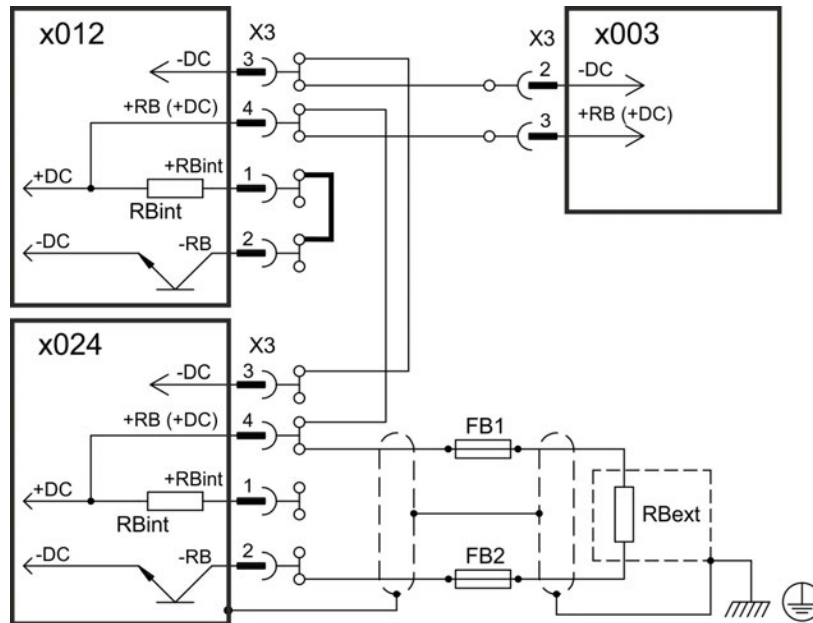 x012
X3
-DC
3
+RB (+DC)
4
+DC
+RBint
1
RBint
-DC
-RB
2
X3
x003
2
-DC
3
+RB (+DC)
x024
X3
-DC
3
+RB (+DC)
4
+DC
+RBint
1
RBint
-DC
-RB
2
FB1
RBext
FB2